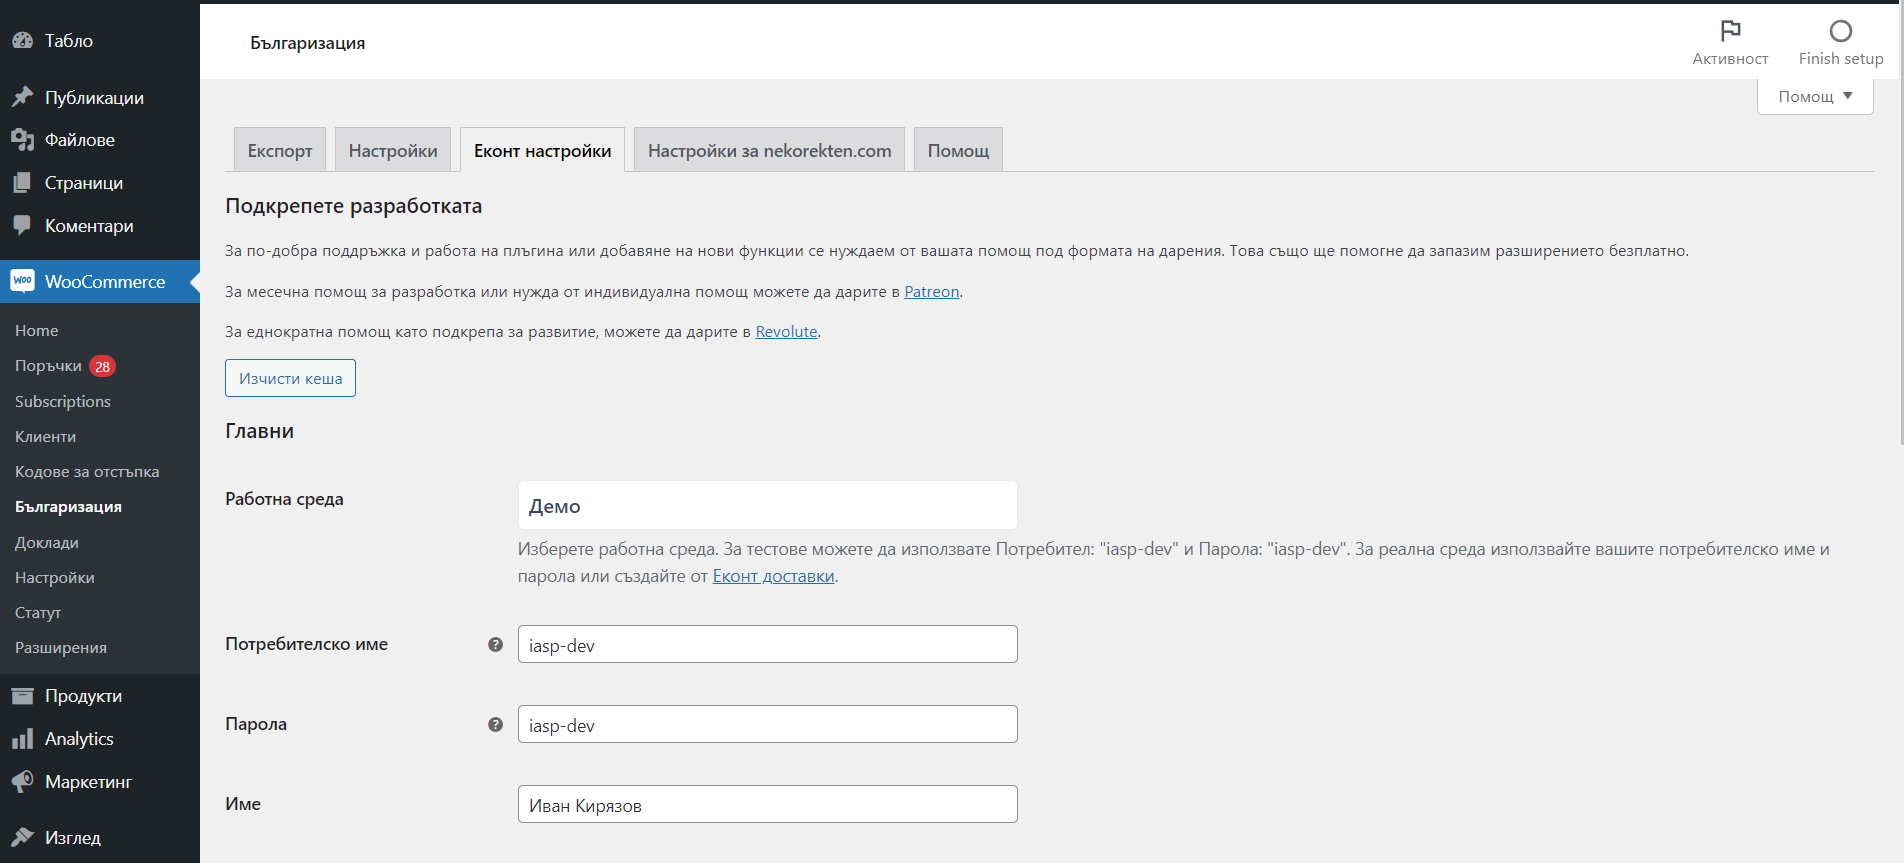 Табло
Публикации
Файлове
Страници
Коментари
Woo
WooCommerce
Home
Поръчки 28
Subscriptions
Клиенти
Кодове за отстъпка
Българизация
Доклади
Настройки
Статут
Разширения
Продукти
Analytics
Маркетинг
Изглед
Българизация
Активност
Finish setup
Помощ
Експорт
Настройки
Еконт настройки
Настройки за nekorekten.com
Помощ
Подкрепете разработката
За по-добра поддръжка и работа на плъгина или добавяне на нови функции се нуждаем от вашата помощ под формата на дарения. Това също ще помогне да запазим разширението безплатно.
За месечна помощ за разработка или нужда от индивидуална помощ можете да дарите в Patreon.
За еднократна помощ като подкрепа за развитие, можете да дарите в Revolute.
Изчисти кеша
Главни
Работна среда
Демо
Изберете работна среда. За тестове можете да използвате Потребител: "iasp-dev" и Парола: "iasp-dev". За реална среда използвайте вашите потребителско име и
парола или създайте от Еконт доставки.
Потребителско име
iasp-dev
Парола
iasp-dev
Име
Иван Кирязов